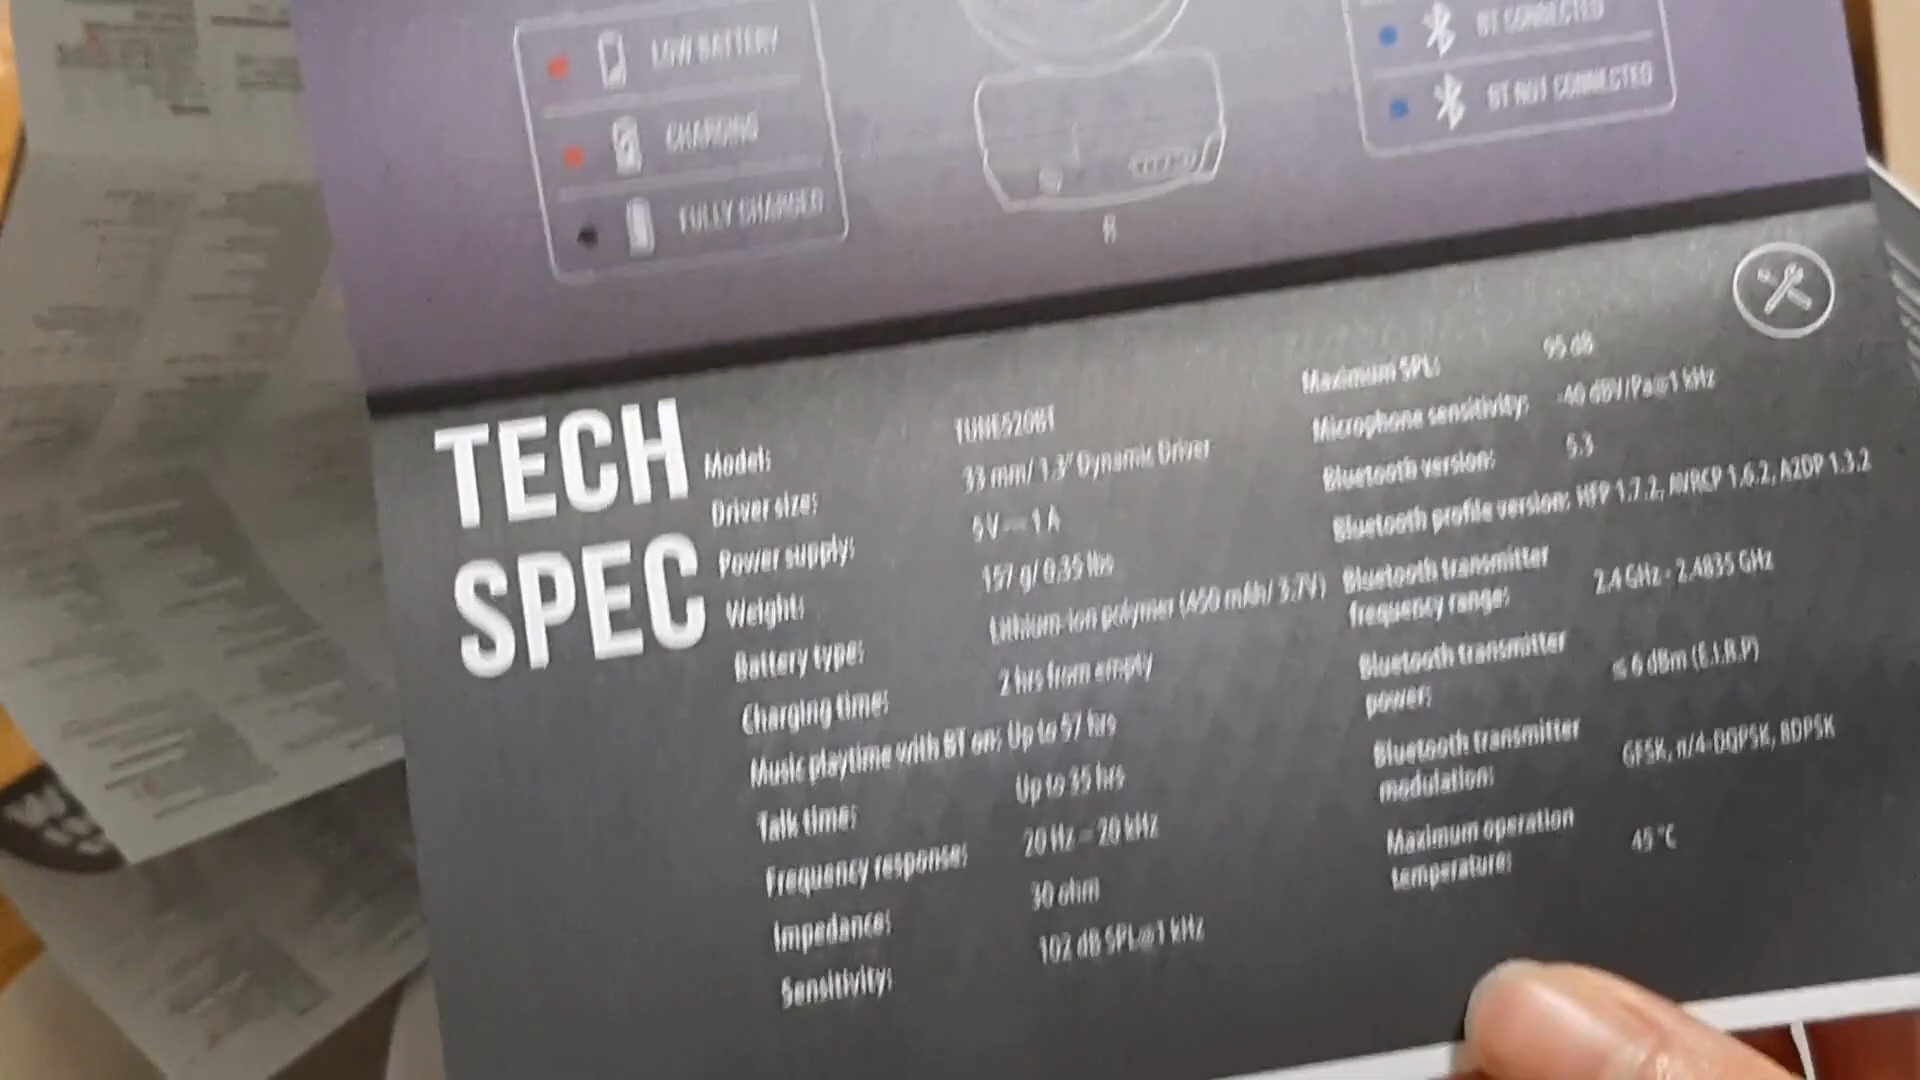 LOW BATTERY
CHARGING
FULLY CHARGED
R
BT CONNECTED
BT NOT CONNECTED
TECH
SPEC
Model: TUNE520BT
Driver size: 33 mm/ 1.3" Dynamic Driver
Power supply: 5 V ⎓ 1 A
Weight: 157 g/ 0.35 lbs
Battery type: Lithium-ion polymer (450 mAh/ 3.7V)
Charging time: 2 hrs from empty
Music playtime with BT on: Up to 57 hrs
Talk time: Up to 35 hrs
Frequency response: 20 Hz – 20 kHz
Impedance: 30 ohm
Sensitivity: 102 dB SPL@1 kHz
Maximum SPL: 95 dB
Microphone sensitivity: -40 dBV/Pa@1 kHz
Bluetooth version: 5.3
Bluetooth profile version: HFP 1.7.2, AVRCP 1.6.2, A2DP 1.3.2
Bluetooth transmitter
frequency range: 2.4 GHz - 2.4835 GHz
Bluetooth transmitter
power: ≤ 6 dBm (E.I.R.P)
Bluetooth transmitter
modulation: GFSK, π/4-DQPSK, 8DPSK
Maximum operation
temperature: 45 °C